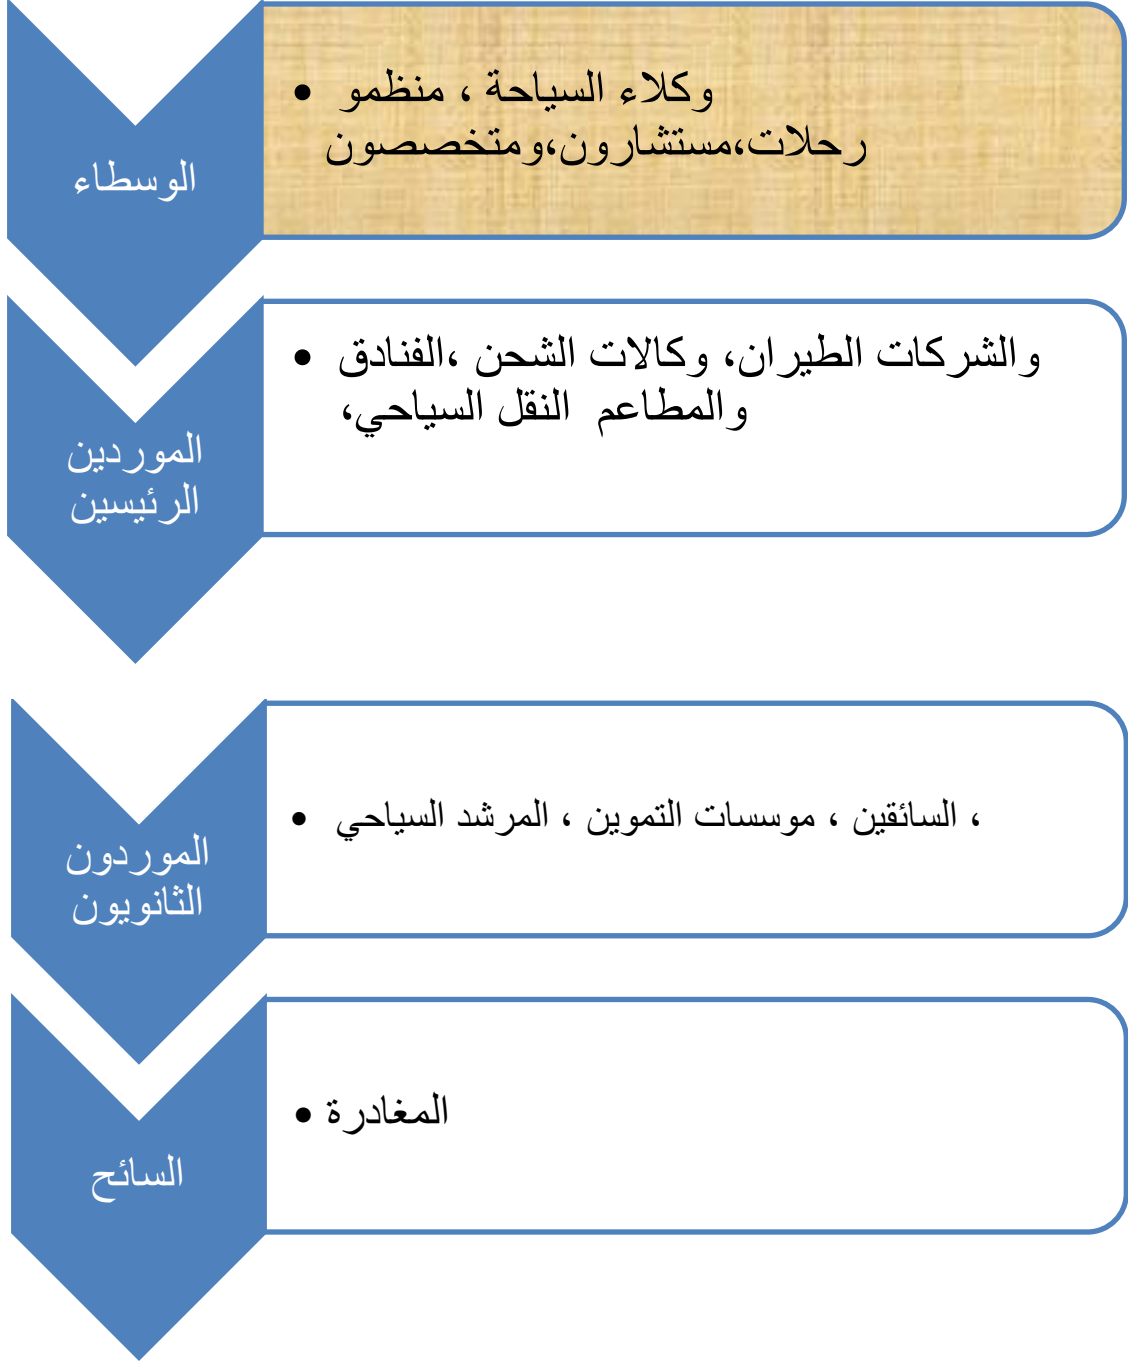 الوسطاء
• وكلاء السياحة ، منظمو
رحلات،مستشارون،ومتخصصون
الموردين
الرئيسين
• والشركات الطيران، وكالات الشحن ،الفنادق
والمطاعم النقل السياحي،
الموردون
الثانويون
• ، السائقين ، موسسات التموين ، المرشد السياحي
السائح
• المغادرة